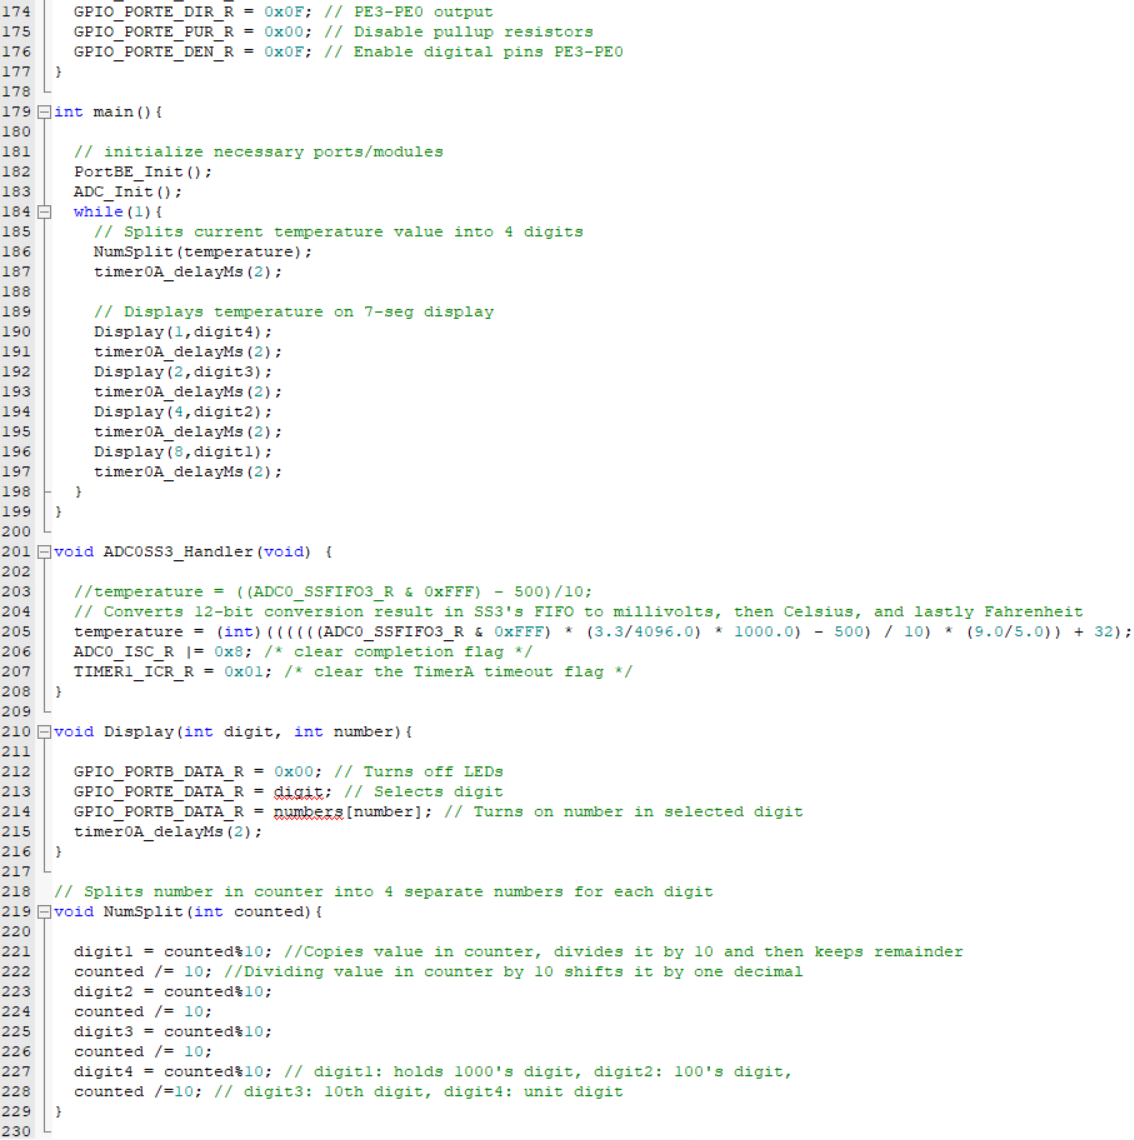 174 GPIO_PORTE_DIR_R = 0x0F; // PE3-PE0 output
175 GPIO_PORTE_PUR_R = 0x00; // Disable pullup resistors
176 GPIO_PORTE_DEN_R = 0x0F; // Enable digital pins PE3-PE0
177 }
178
179 int main(){
180
181 // initialize necessary ports/modules
182 PortBE_Init();
183 ADC_Init();
184 while(1){
185 // Splits current temperature value into 4 digits
186 NumSplit(temperature);
187 timer0A_delayMs(2);
188
189 // Displays temperature on 7-seg display
190 Display(1,digit4);
191 timer0A_delayMs(2);
192 Display(2,digit3);
193 timer0A_delayMs(2);
194 Display(4,digit2);
195 timer0A_delayMs(2);
196 Display(8,digit1);
197 timer0A_delayMs(2);
198 }
199 }
200
201 void ADC0SS3_Handler(void) {
202
203 //temperature = ((ADC0_SSFIFO3_R & 0xFFF) - 500)/10;
204 // Converts 12-bit conversion result in SS3's FIFO to millivolts, then Celsius, and lastly Fahrenheit
205 temperature = (int)((((((ADC0_SSFIFO3_R & 0xFFF) * (3.3/4096.0) * 1000.0) - 500) / 10) * (9.0/5.0)) + 32);
206 ADC0_ISC_R |= 0x8; /* clear completion flag */
207 TIMER1_ICR_R = 0x01; /* clear the TimerA timeout flag */
208 }
209
210 void Display(int digit, int number){
211
212 GPIO_PORTB_DATA_R = 0x00; // Turns off LEDs
213 GPIO_PORTE_DATA_R = digit; // Selects digit
214 GPIO_PORTB_DATA_R = numbers[number]; // Turns on number in selected digit
215 timer0A_delayMs(2);
216 }
217
218 // Splits number in counter into 4 separate numbers for each digit
219 void NumSplit(int counted){
220
221 digit1 = counted%10; //Copies value in counter, divides it by 10 and then keeps remainder
222 counted /= 10; //Dividing value in counter by 10 shifts it by one decimal
223 digit2 = counted%10;
224 counted /= 10;
225 digit3 = counted%10;
226 counted /= 10;
227 digit4 = counted%10; // digit1: holds 1000's digit, digit2: 100's digit,
228 counted /=10; // digit3: 10th digit, digit4: unit digit
229 }
230